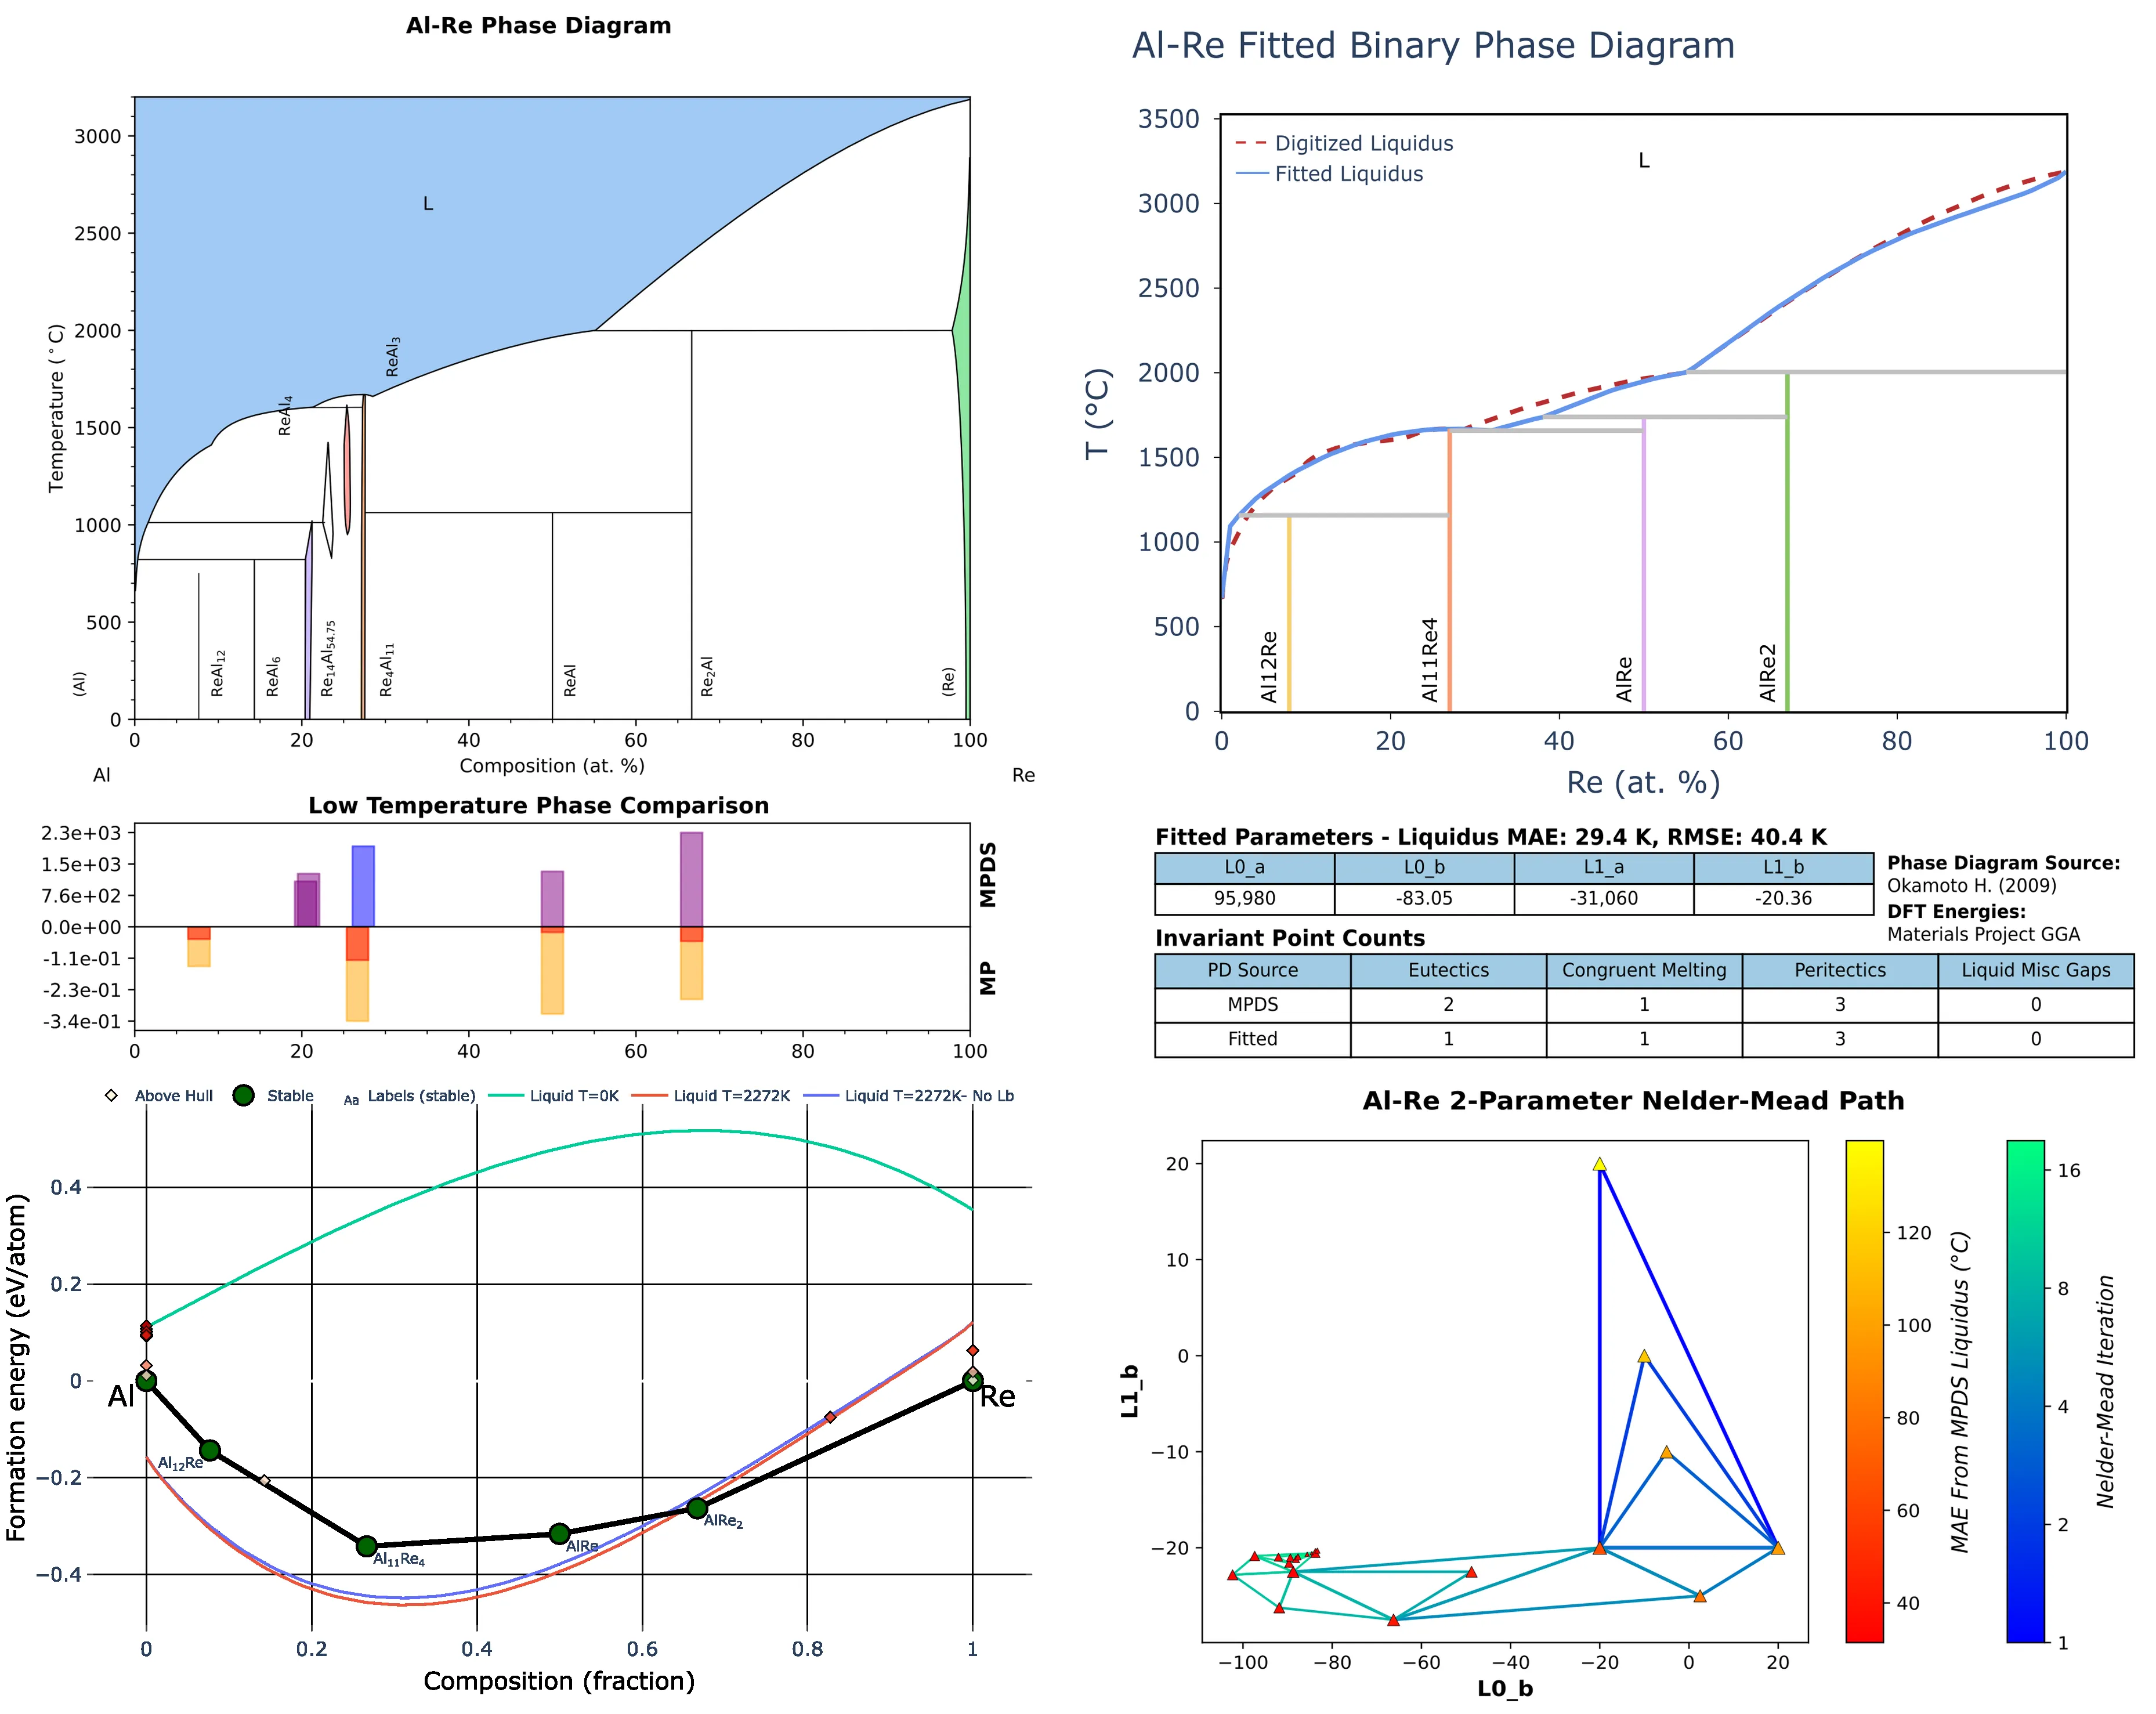 Al-Re Phase Diagram
3000
2500
2000
1500
1000
500
0
Temperature (°C)
L
ReAl3
ReAl4
(Al)
ReAl12
ReAl6
Re14Al54.75
Re4Al11
ReAl
Re2Al
(Re)
0 20 40 60 80 100
Composition (at. %)
Al Re
Al-Re Fitted Binary Phase Diagram
3500
3000
2500
2000
1500
1000
500
0
T (°C)
Digitized Liquidus
Fitted Liquidus
L
Al12Re
Al11Re4
AlRe
AlRe2
0 20 40 60 80 100
Re (at. %)
Low Temperature Phase Comparison
2.3e+03
1.5e+03
7.6e+02
0.0e+00
-1.1e-01
-2.3e-01
-3.4e-01
MPDS
MP
0 20 40 60 80 100
Fitted Parameters - Liquidus MAE: 29.4 K, RMSE: 40.4 K
L0_a L0_b L1_a L1_b
95,980 -83.05 -31,060 -20.36
Phase Diagram Source:
Okamoto H. (2009)
DFT Energies:
Materials Project GGA
Invariant Point Counts
PD Source Eutectics Congruent Melting Peritectics Liquid Misc Gaps
MPDS 2 1 3 0
Fitted 1 1 3 0
Above Hull Stable Aa Labels (stable) Liquid T=0K Liquid T=2272K Liquid T=2272K- No Lb
0.4
0.2
0
−0.2
−0.4
Formation energy (eV/atom)
Al
Re
Al12Re
Al11Re4
AlRe
AlRe2
0 0.2 0.4 0.6 0.8 1
Composition (fraction)
Al-Re 2-Parameter Nelder-Mead Path
20
10
0
−10
−20
L1_b
−100 −80 −60 −40 −20 0 20
L0_b
120
100
80
60
40
MAE From MPDS Liquidus (°C)
16
8
4
2
1
Nelder-Mead Iteration